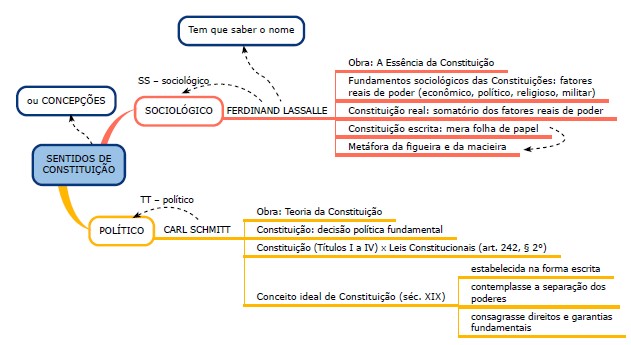 Tem que saber o nome
SS – sociológico
ou CONCEPÇÕES
SOCIOLÓGICO
FERDINAND LASSALLE
Obra: A Essência da Constituição
Fundamentos sociológicos das Constituições: fatores
reais de poder (econômico, político, religioso, militar)
Constituição real: somatório dos fatores reais de poder
Constituição escrita: mera folha de papel
Metáfora da figueira e da macieira
SENTIDOS DE
CONSTITUIÇÃO
TT – político
POLÍTICO
CARL SCHMITT
Obra: Teoria da Constituição
Constituição: decisão política fundamental
Constituição (Títulos I a IV) x Leis Constitucionais (art. 242, § 2º)
Conceito ideal de Constituição (séc. XIX)
estabelecida na forma escrita
contemplasse a separação dos
poderes
consagrasse direitos e garantias
fundamentais